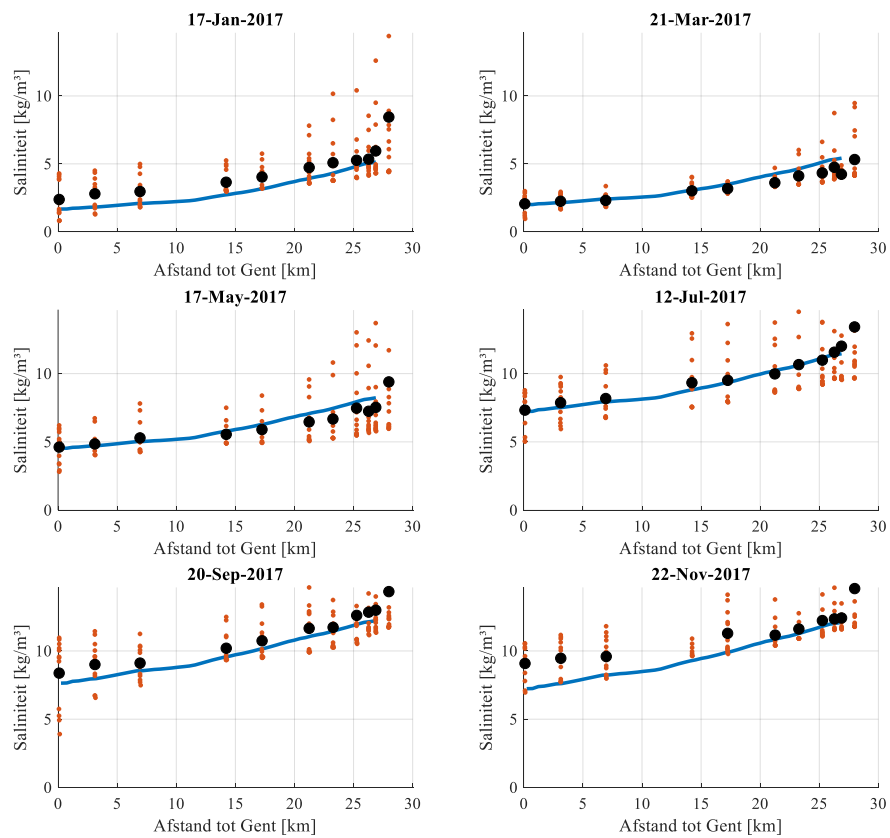 17-Jan-2017
Saliniteit [kg/m³]
10
5
0
0 5 10 15 20 25 30
Afstand tot Gent [km]
21-Mar-2017
Saliniteit [kg/m³]
10
5
0
0 5 10 15 20 25 30
Afstand tot Gent [km]
17-May-2017
Saliniteit [kg/m³]
10
5
0
0 5 10 15 20 25 30
Afstand tot Gent [km]
12-Jul-2017
Saliniteit [kg/m³]
10
5
0
0 5 10 15 20 25 30
Afstand tot Gent [km]
20-Sep-2017
Saliniteit [kg/m³]
10
5
0
0 5 10 15 20 25 30
Afstand tot Gent [km]
22-Nov-2017
Saliniteit [kg/m³]
10
5
0
0 5 10 15 20 25 30
Afstand tot Gent [km]